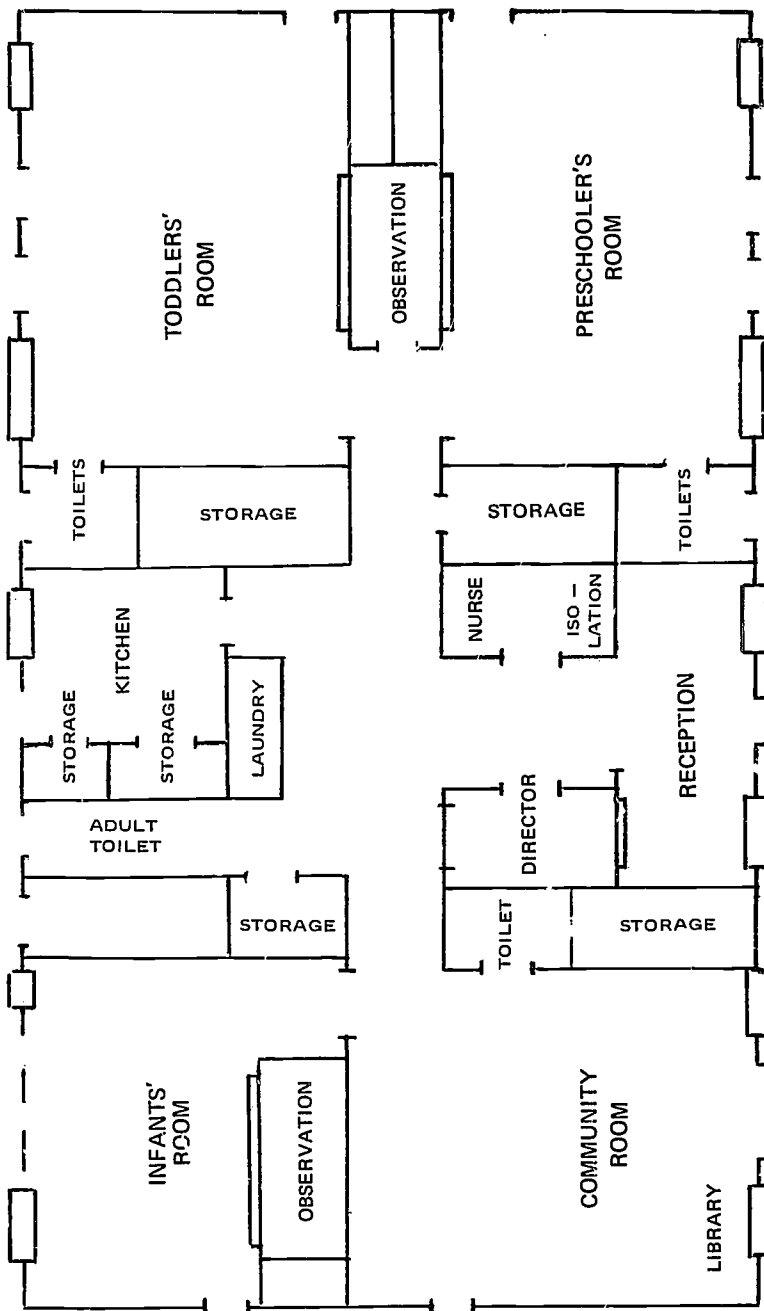 INFANTS'
ROOM
OBSERVATION
STORAGE
ADULT
TOILET
STORAGE
STORAGE
LAUNDRY
KITCHEN
TOILETS
STORAGE
TODDLERS'
ROOM
OBSERVATION
LIBRARY
COMMUNITY
ROOM
TOILET
STORAGE
DIRECTOR
RECEPTION
NURSE
ISO –
LATION
STORAGE
TOILETS
PRESCHOOLER'S
ROOM